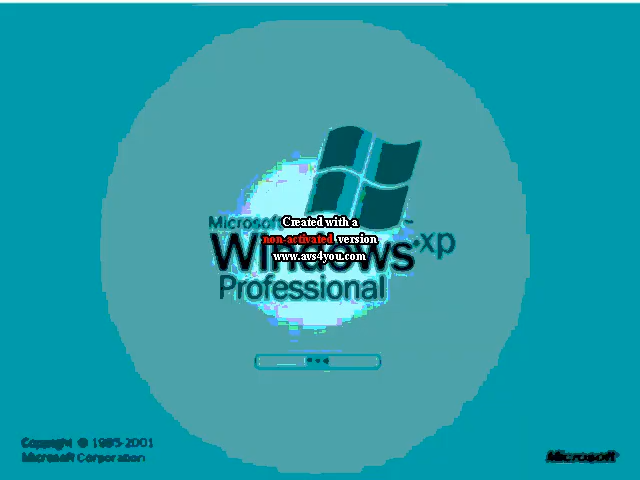 Microsoft
Created with a
non-activated version
Windows xp
www.avs4you.com
Professional
Copyright © 1985-2001
Microsoft Corporation
Microsoft